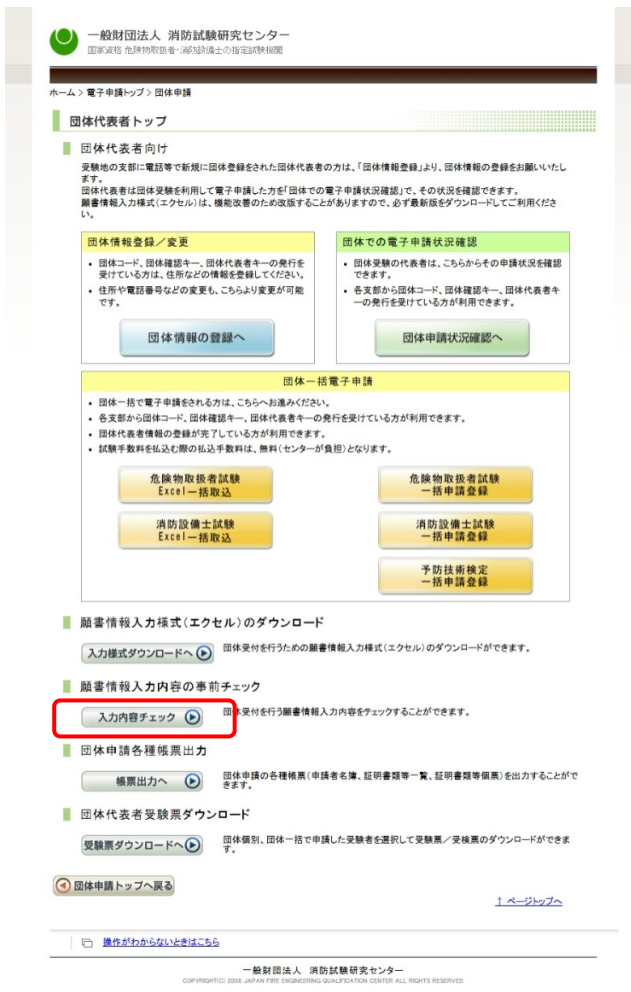 一般財団法人 消防試験研究センター
国家資格 危険物取扱者・消防設備士の指定試験機関
ホーム > 電子申請トップ > 団体申請
団体代表者トップ
団体代表者向け
受験地の支部に電話等で新規に団体登録をされた団体代表者の方は、「団体情報登録」より、団体情報の登録をお願いいたし
ます。
団体代表者は団体受験を利用して電子申請した方を「団体での電子申請状況確認」で、その状況を確認できます。
願書情報入力様式(エクセル)は、機能改善のため改版することがありますので、必ず最新版をダウンロードしてご利用くださ
い。
団体情報登録/変更
• 団体コード、団体確認キー、団体代表者キーの発行を
受けている方は、住所などの情報を登録してください。
• 住所や電話番号などの変更も、こちらより変更が可能
です。
団体情報の登録へ
団体での電子申請状況確認
• 団体受験の代表者は、こちらからその申請状況を確認
できます。
• 各支部から団体コード、団体確認キー、団体代表者キ
ーの発行を受けている方が利用できます。
団体申請状況確認へ
団体一括電子申請
• 団体一括で電子申請をされる方は、こちらへお進みください。
• 各支部から団体コード、団体確認キー、団体代表者キーの発行を受けている方が利用できます。
• 団体代表者情報の登録が完了している方が利用できます。
• 試験手数料を払込む際の払込手数料は、無料(センターが負担)となります。
危険物取扱者試験
Excel一括取込
危険物取扱者試験
一括申請登録
消防設備士試験
Excel一括取込
消防設備士試験
一括申請登録
予防技術検定
一括申請登録
願書情報入力様式(エクセル)のダウンロード
入力様式ダウンロードへ
団体受付を行うための願書情報入力様式(エクセル)のダウンロードができます。
願書情報入力内容の事前チェック
入力内容チェック
団体受付を行う願書情報入力内容をチェックすることができます。
団体申請各種帳票出力
帳票出力へ
団体申請の各種帳票(申請者名簿、証明書類等一覧、証明書類等個票)を出力することがで
きます。
団体代表者受験票ダウンロード
受験票ダウンロードへ
団体個別、団体一括で申請した受験者を選択して受験票/受検票のダウンロードができま
す。
団体申請トップへ戻る
↑ ページトップへ
操作がわからないときはこちら
一般財団法人 消防試験研究センター
COPYRIGHT(C) 2008 JAPAN FIRE ENGINEERING QUALIFICATION CENTER ALL RIGHTS RESERVED